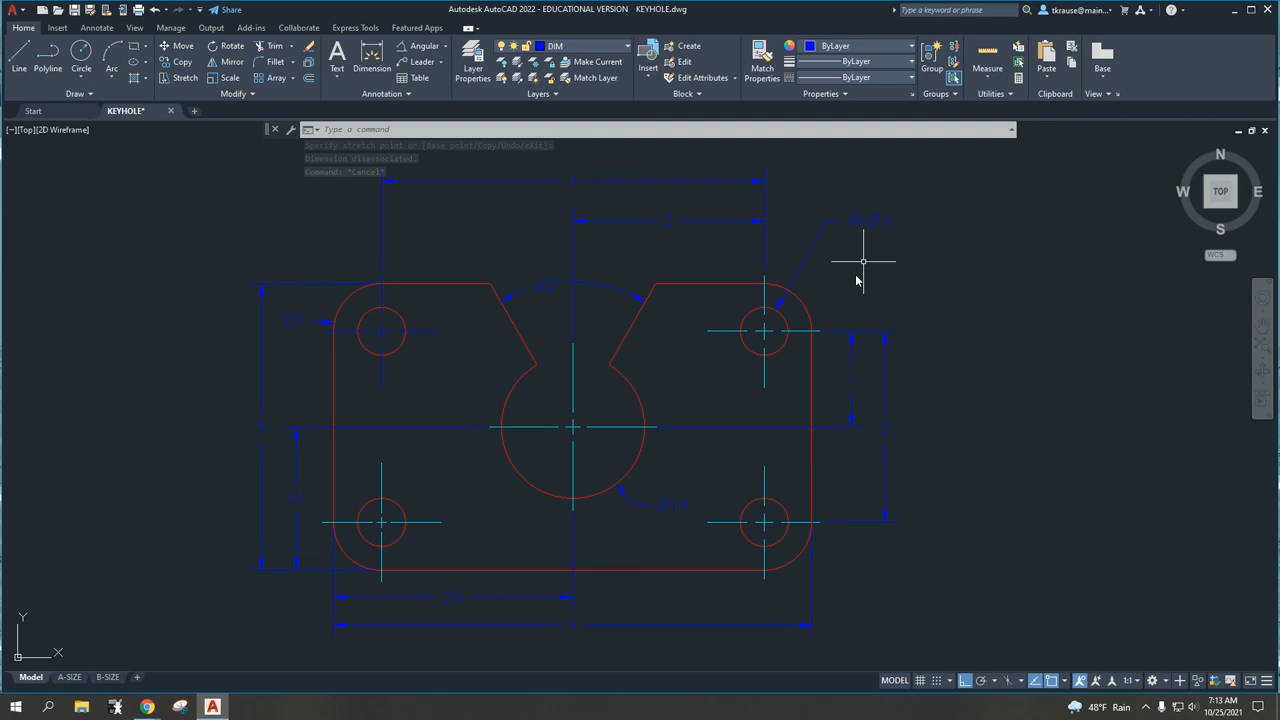 Share
Autodesk AutoCAD 2022 - EDUCATIONAL VERSION KEYHOLE.dwg
Type a keyword or phrase
tkrause@main...
Home Insert Annotate View Manage Output Add-ins Collaborate Express Tools Featured Apps
Line Polyline Circle Arc
Move Rotate Trim
Copy Mirror Fillet
Stretch Scale Array
Text Dimension
Angular
Leader
Table
Layer Properties
DIM
Make Current
Match Layer
Insert
Create
Edit
Edit Attributes
Match Properties
ByLayer
ByLayer
ByLayer
Group
Measure
Paste
Base
Draw Modify Annotation Layers Block Properties Groups Utilities Clipboard View
Start KEYHOLE*
[−][Top][2D Wireframe]
Type a command
Specify stretch point or [Base point/Copy/Undo/eXit]:
Dimension disassociated.
Command: *Cancel*
N
W TOP E
S
WCS
2
60°
Y
X
Model A-SIZE B-SIZE
MODEL
1:1
48°F Rain
7:13 AM
10/25/2021